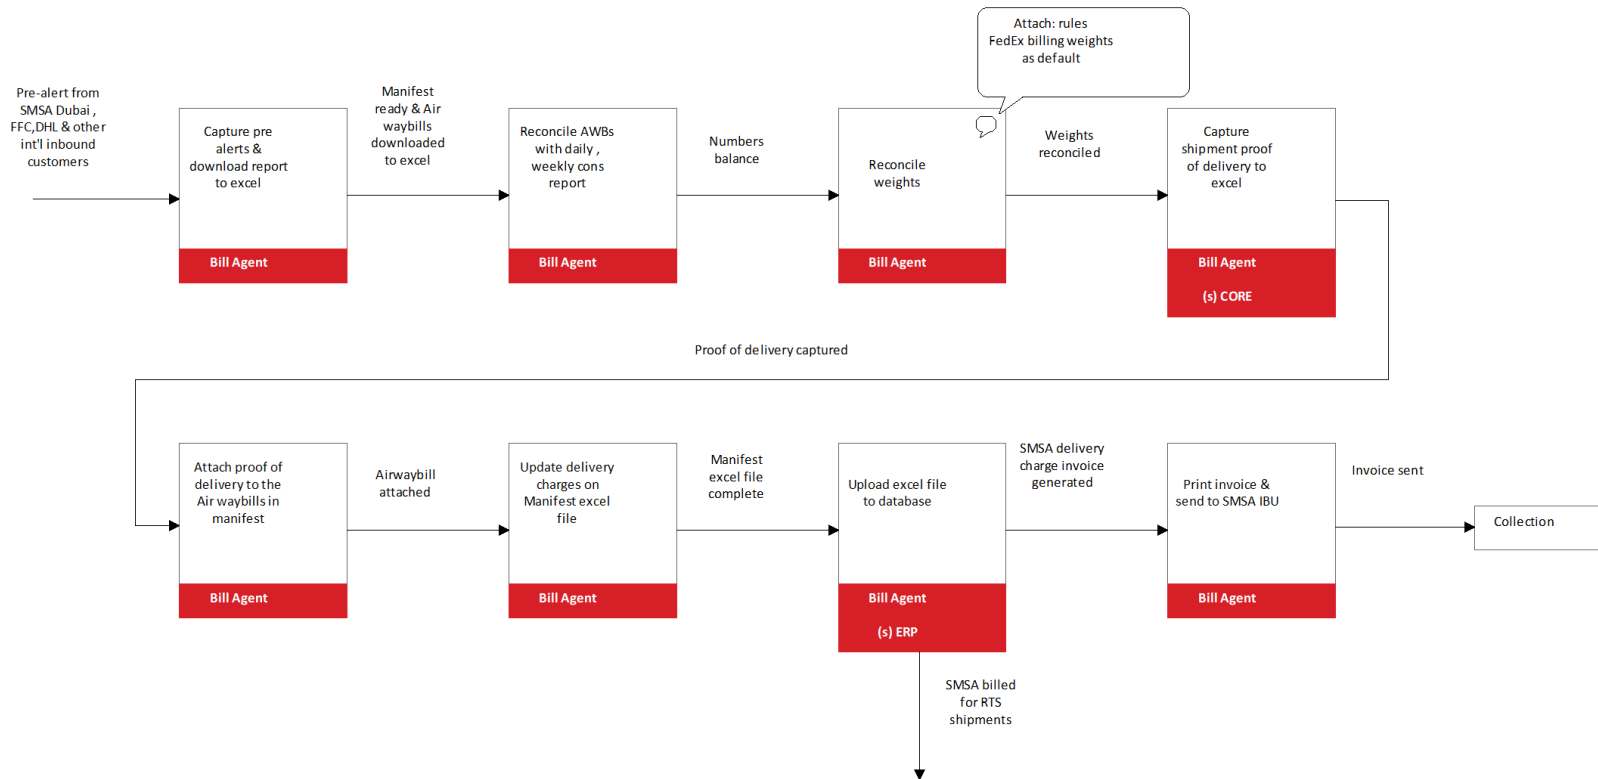 Attach: rules
FedEx billing weights
as default
Pre-alert from
SMSA Dubai ,
FFC,DHL & other
int'l inbound
customers
Capture pre
alerts &
download report
to excel
Bill Agent
Manifest
ready & Air
waybills
downloaded
to excel
Reconcile AWBs
with daily ,
weekly cons
report
Bill Agent
Numbers
balance
Reconcile
weights
Bill Agent
Weights
reconciled
Capture
shipment proof
of delivery to
excel
Bill Agent
(s) CORE
Proof of delivery captured
Attach proof of
delivery to the
Air waybills in
manifest
Bill Agent
Airwaybill
attached
Update delivery
charges on
Manifest excel
file
Bill Agent
Manifest
excel file
complete
Upload excel file
to database
Bill Agent
(s) ERP
SMSA billed
for RTS
shipments
SMSA delivery
charge invoice
generated
Print invoice &
send to SMSA IBU
Bill Agent
Invoice sent
Collection